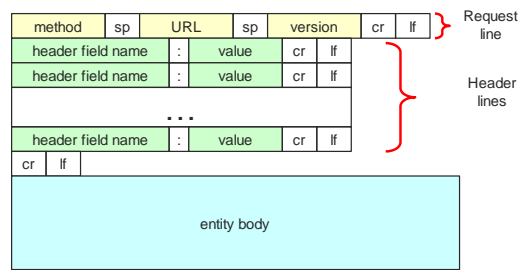 method sp URL sp version cr lf Request line
header field name : value cr lf
header field name : value cr lf
Header lines
...
header field name : value cr lf
cr lf
entity body